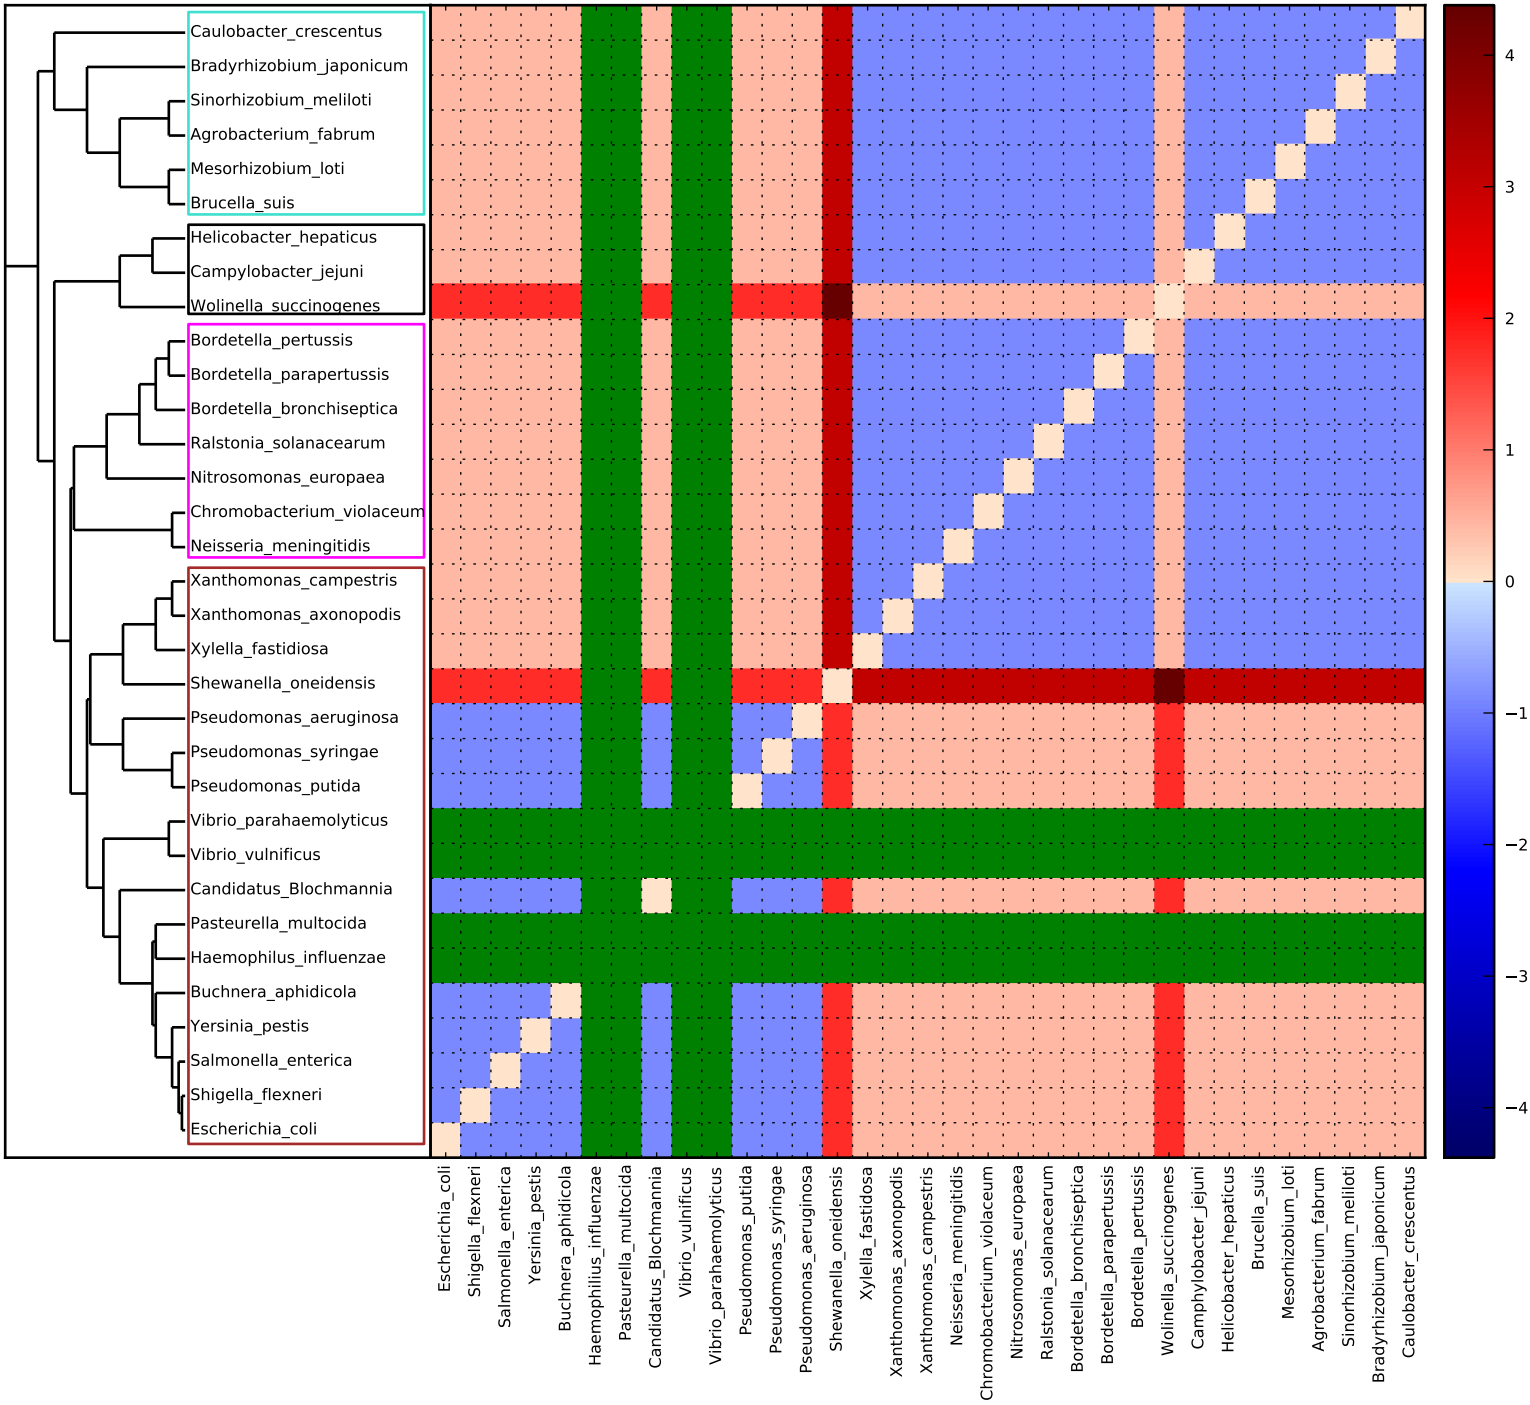 Caulobacter_crescentus
Bradyrhizobium_japonicum
Sinorhizobium_meliloti
Agrobacterium_fabrum
Mesorhizobium_loti
Brucella_suis
Helicobacter_hepaticus
Campylobacter_jejuni
Wolinella_succinogenes
Bordetella_pertussis
Bordetella_parapertussis
Bordetella_bronchiseptica
Ralstonia_solanacearum
Nitrosomonas_europaea
Chromobacterium_violaceum
Neisseria_meningitidis
Xanthomonas_campestris
Xanthomonas_axonopodis
Xylella_fastidiosa
Shewanella_oneidensis
Pseudomonas_aeruginosa
Pseudomonas_syringae
Pseudomonas_putida
Vibrio_parahaemolyticus
Vibrio_vulnificus
Candidatus_Blochmannia
Pasteurella_multocida
Haemophilus_influenzae
Buchnera_aphidicola
Yersinia_pestis
Salmonella_enterica
Shigella_flexneri
Escherichia_coli
4
3
2
1
0
−1
−2
−3
−4
Escherichia_coli
Shigella_flexneri
Salmonella_enterica
Yersinia_pestis
Buchnera_aphidicola
Haemophilius_influenzae
Pasteurella_multocida
Candidatus_Blochmannia
Vibrio_vulnificus
Vibrio_parahaemolyticus
Pseudomonas_putida
Pseudomonas_syringae
Pseudomonas_aeruginosa
Shewanella_oneidensis
Xylella_fastidosa
Xanthomonas_axonopodis
Xanthomonas_campestris
Neisseria_meningitidis
Chromobacterium_violaceum
Nitrosomonas_europaea
Ralstonia_solanacearum
Bordetella_bronchiseptica
Bordetella_parapertussis
Bordetella_pertussis
Wolinella_succinogenes
Camphylobacter_jejuni
Helicobacter_hepaticus
Brucella_suis
Mesorhizobium_loti
Agrobacterium_fabrum
Sinorhizobium_meliloti
Bradyrhizobium_japonicum
Caulobacter_crescentus